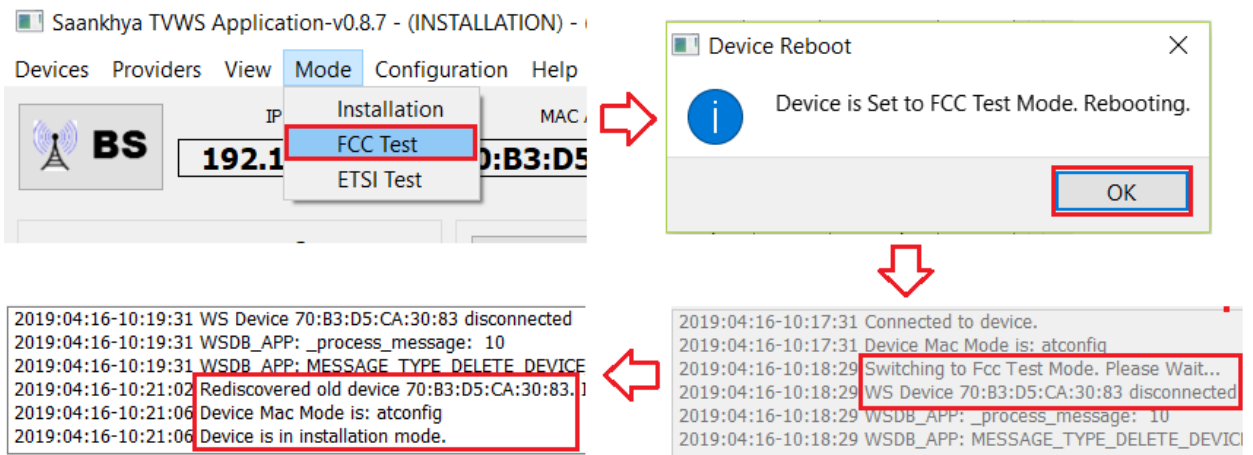 Saankhya TVWS Application-v0.8.7 - (INSTALLATION) -
Devices Providers View Mode Configuration Help
Installation
FCC Test
ETSI Test
BS
IP
MAC
192.1
70:B3:D5
Device Reboot
Device is Set to FCC Test Mode. Rebooting.
OK
2019:04:16-10:17:31 Connected to device.
2019:04:16-10:17:31 Device Mac Mode is: atconfig
2019:04:16-10:18:29 Switching to Fcc Test Mode. Please Wait...
2019:04:16-10:18:29 WS Device 70:B3:D5:CA:30:83 disconnected
2019:04:16-10:18:29 WSDB_APP: _process_message: 10
2019:04:16-10:18:29 WSDB_APP: MESSAGE_TYPE_DELETE_DEVIC
2019:04:16-10:19:31 WS Device 70:B3:D5:CA:30:83 disconnected
2019:04:16-10:19:31 WSDB_APP: _process_message: 10
2019:04:16-10:19:31 WSDB_APP: MESSAGE_TYPE_DELETE_DEVICE
2019:04:16-10:21:02 Rediscovered old device 70:B3:D5:CA:30:83.
2019:04:16-10:21:06 Device Mac Mode is: atconfig
2019:04:16-10:21:06 Device is in installation mode.